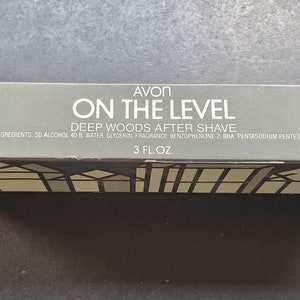 AVON
ON THE LEVEL
DEEP WOODS AFTER SHAVE
GREDIENTS: SD ALCOHOL 40-B, WATER, GLYCERIN, FRAGRANCE, BENZOPHENONE-2, BHA, PENTASODIUM PENTET
3 FL. OZ.